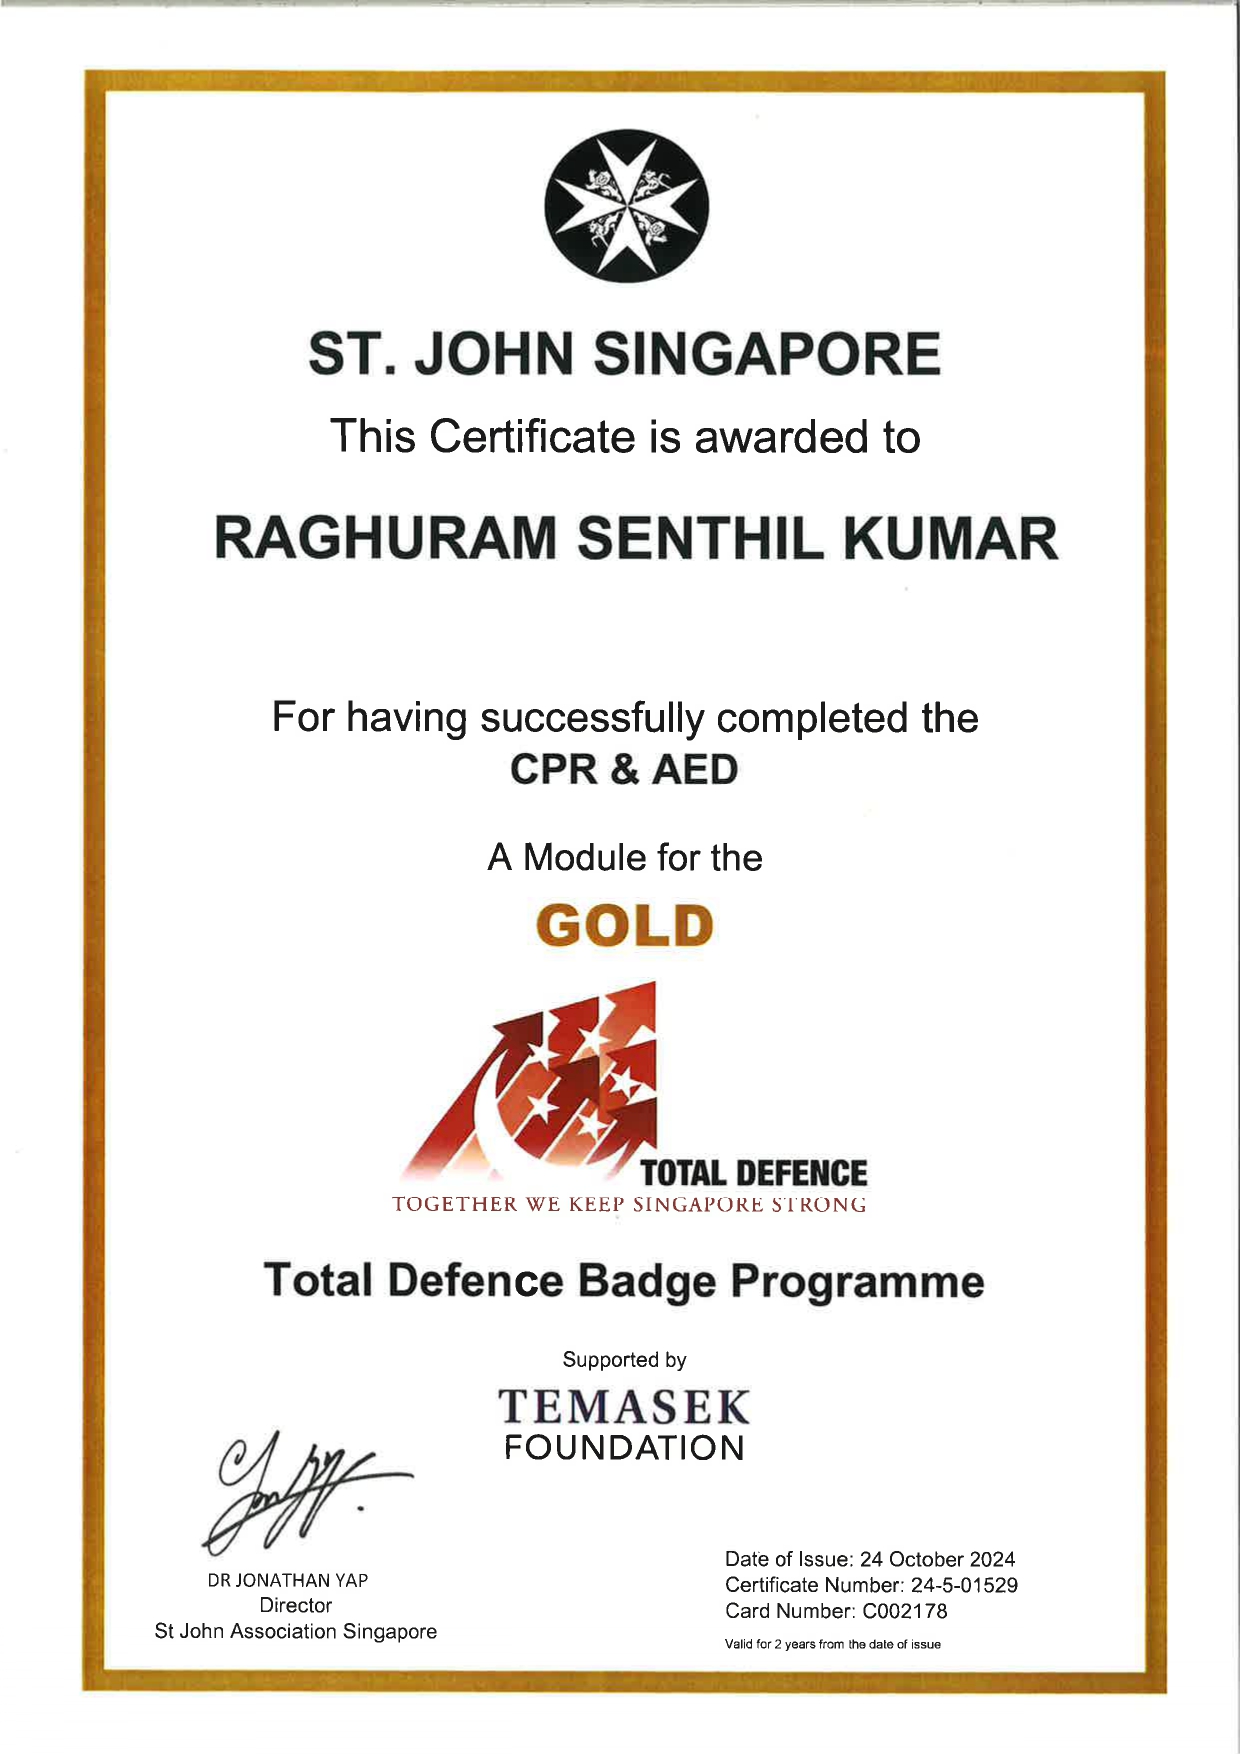 ST. JOHN SINGAPORE
This Certificate is awarded to
RAGHURAM SENTHIL KUMAR
For having successfully completed the
CPR & AED
A Module for the
GOLD
TOTAL DEFENCE
TOGETHER WE KEEP SINGAPORE STRONG
Total Defence Badge Programme
Supported by
TEMASEK
FOUNDATION
DR JONATHAN YAP
Director
St John Association Singapore
Date of Issue: 24 October 2024
Certificate Number: 24-5-01529
Card Number: C002178
Valid for 2 years from the date of issue